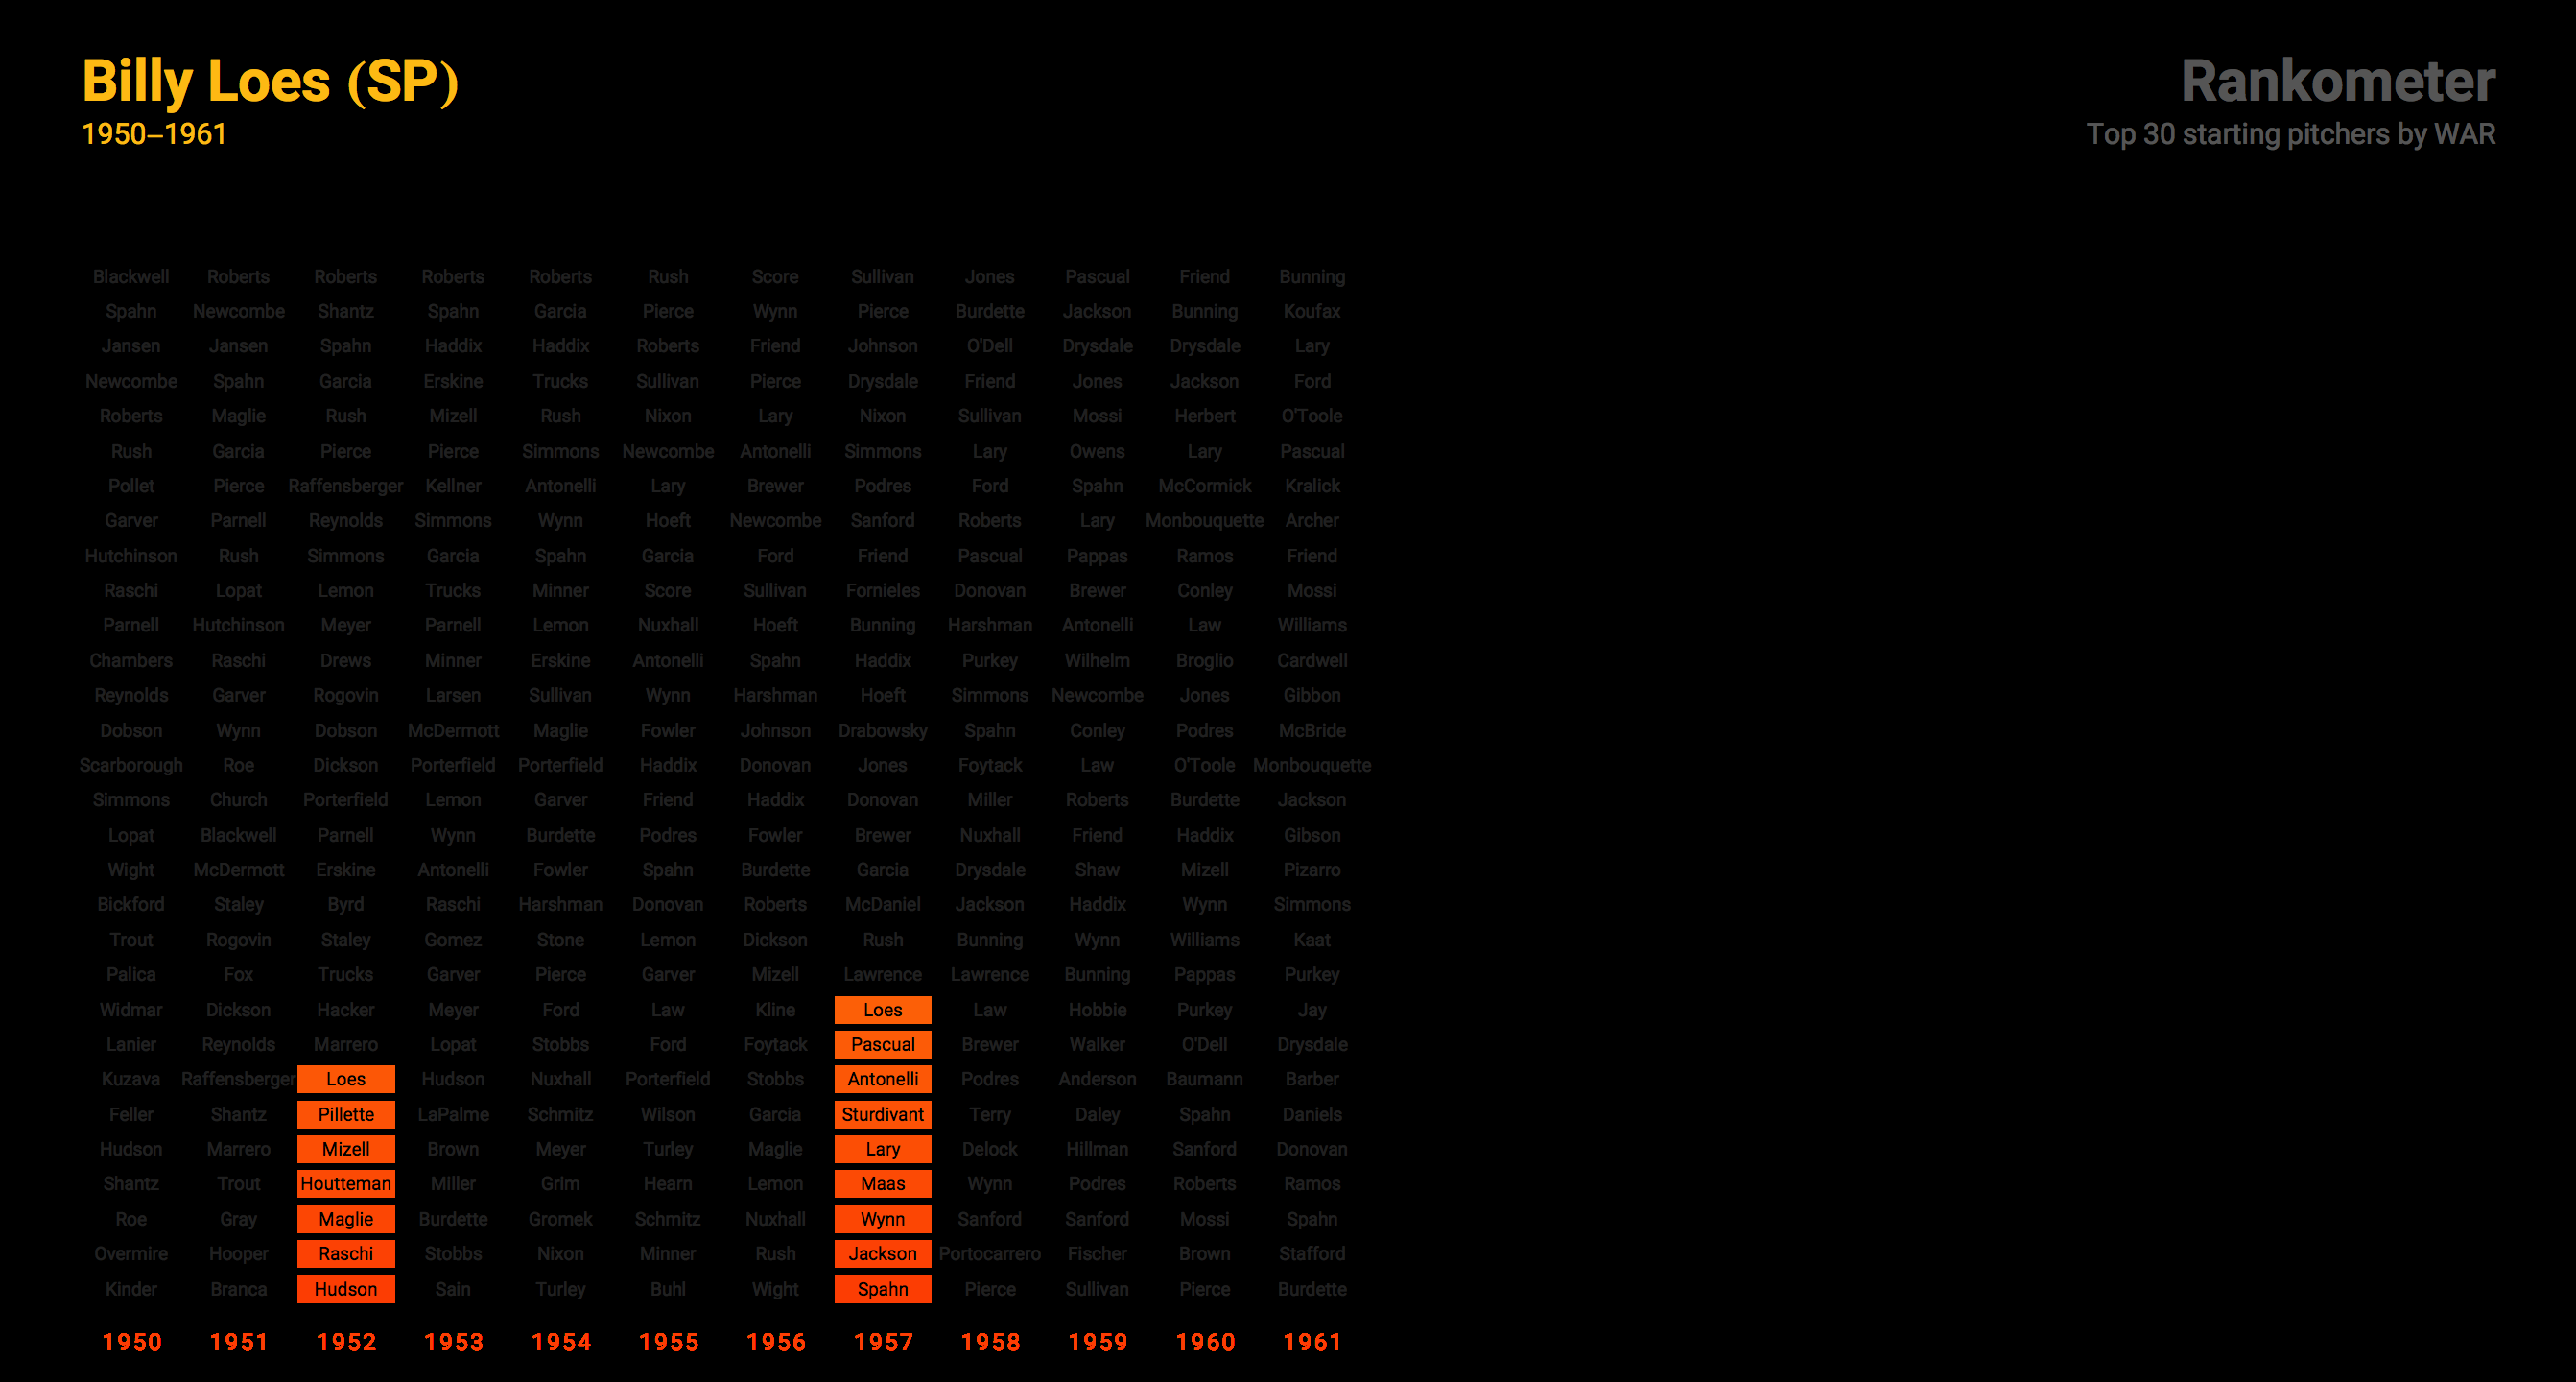 Billy Loes (SP)
1950–1961
Rankometer
Top 30 starting pitchers by WAR
Blackwell Roberts Roberts Roberts Roberts Rush Score Sullivan Jones Pascual Friend Bunning
Spahn Newcombe Shantz Spahn Garcia Pierce Wynn Pierce Burdette Jackson Bunning Koufax
Jansen Jansen Spahn Haddix Haddix Roberts Friend Johnson O'Dell Drysdale Drysdale Lary
Newcombe Spahn Garcia Erskine Trucks Sullivan Pierce Drysdale Friend Jones Jackson Ford
Roberts Maglie Rush Mizell Rush Nixon Lary Nixon Sullivan Mossi Herbert O'Toole
Rush Garcia Pierce Pierce Simmons Newcombe Antonelli Simmons Lary Owens Lary Pascual
Pollet Pierce Raffensberger Kellner Antonelli Lary Brewer Podres Ford Spahn McCormick Kralick
Garver Parnell Reynolds Simmons Wynn Hoeft Newcombe Sanford Roberts Lary Monbouquette Archer
Hutchinson Rush Simmons Garcia Spahn Garcia Ford Friend Pascual Pappas Ramos Friend
Raschi Lopat Lemon Trucks Minner Score Sullivan Fornieles Donovan Brewer Conley Mossi
Parnell Hutchinson Meyer Parnell Lemon Nuxhall Hoeft Bunning Harshman Antonelli Law Williams
Chambers Raschi Drews Minner Erskine Antonelli Spahn Haddix Purkey Wilhelm Broglio Cardwell
Reynolds Garver Rogovin Larsen Sullivan Wynn Harshman Hoeft Simmons Newcombe Jones Gibbon
Dobson Wynn Dobson McDermott Maglie Fowler Johnson Drabowsky Spahn Conley Podres McBride
Scarborough Roe Dickson Porterfield Porterfield Haddix Donovan Jones Foytack Law O'Toole Monbouquette
Simmons Church Porterfield Lemon Garver Friend Haddix Donovan Miller Roberts Burdette Jackson
Lopat Blackwell Parnell Wynn Burdette Podres Fowler Brewer Nuxhall Friend Haddix Gibson
Wight McDermott Erskine Antonelli Fowler Spahn Burdette Garcia Drysdale Shaw Mizell Pizarro
Bickford Staley Byrd Raschi Harshman Donovan Roberts McDaniel Jackson Haddix Wynn Simmons
Trout Rogovin Staley Gomez Stone Lemon Dickson Rush Bunning Wynn Williams Kaat
Palica Fox Trucks Garver Pierce Garver Mizell Lawrence Lawrence Bunning Pappas Purkey
Widmar Dickson Hacker Meyer Ford Law Kline Loes Law Hobbie Purkey Jay
Lanier Reynolds Marrero Lopat Stobbs Ford Foytack Pascual Brewer Walker O'Dell Drysdale
Kuzava Raffensberger Loes Hudson Nuxhall Porterfield Stobbs Antonelli Podres Anderson Baumann Barber
Feller Shantz Pillette LaPalme Schmitz Wilson Garcia Sturdivant Terry Daley Spahn Daniels
Hudson Marrero Mizell Brown Meyer Turley Maglie Lary Delock Hillman Sanford Donovan
Shantz Trout Houtteman Miller Grim Hearn Lemon Maas Wynn Podres Roberts Ramos
Roe Gray Maglie Burdette Gromek Schmitz Nuxhall Wynn Sanford Sanford Mossi Spahn
Overmire Hooper Raschi Stobbs Nixon Minner Rush Jackson Portocarrero Fischer Brown Stafford
Kinder Branca Hudson Sain Turley Buhl Wight Spahn Pierce Sullivan Pierce Burdette
1950 1951 1952 1953 1954 1955 1956 1957 1958 1959 1960 1961